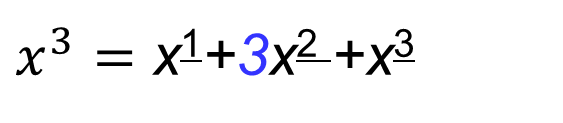 x³ = x¹+3x²+x³